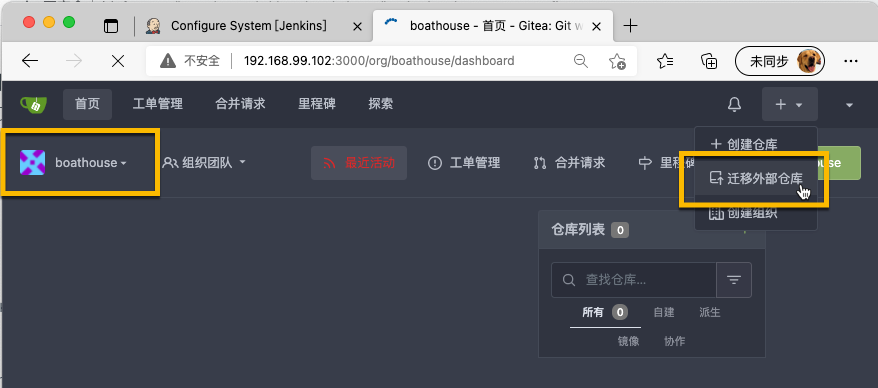 Configure System [Jenkins]
boathouse - 首页 - Gitea: Git w
不安全
192.168.99.102:3000/org/boathouse/dashboard
未同步
首页
工单管理
合并请求
里程碑
探索
创建仓库
迁移外部仓库
创建组织
boathouse
组织团队
最近活动
工单管理
合并请求
里程碑
use
仓库列表 0
查找仓库...
所有 0
自建
派生
镜像
协作